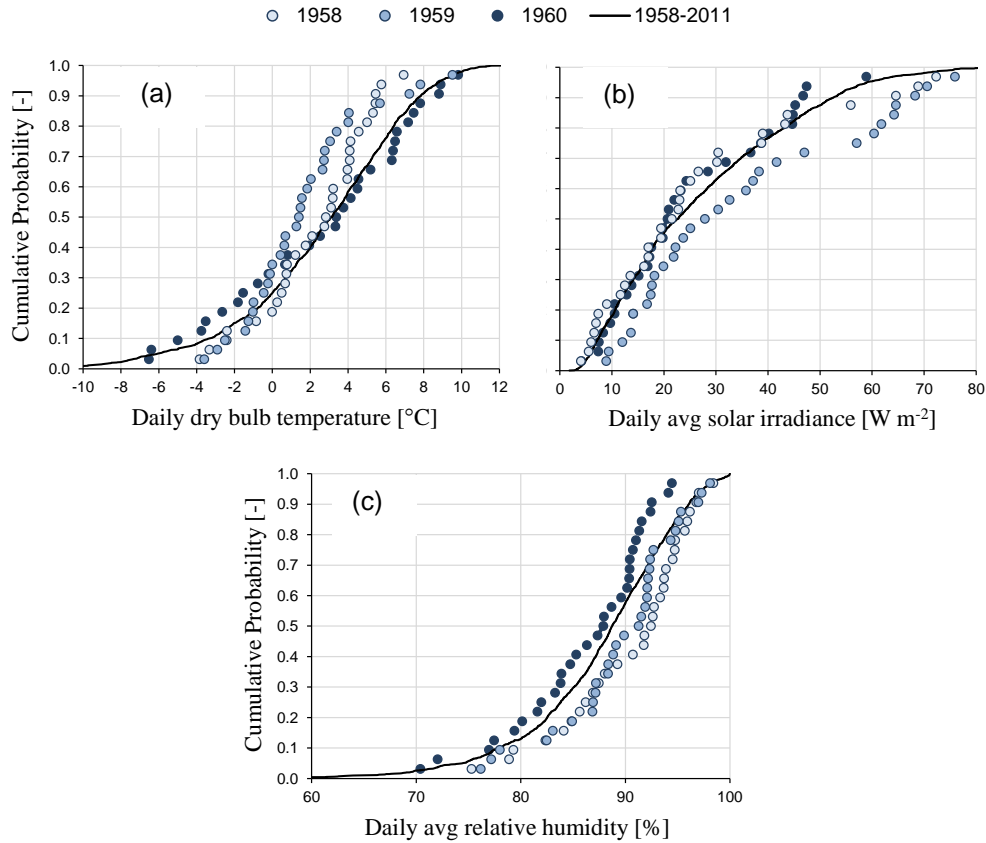 1958 1959 1960 1958-2011
(a)
Cumulative Probability [-]
1.0
0.9
0.8
0.7
0.6
0.5
0.4
0.3
0.2
0.1
0.0
-10 -8 -6 -4 -2 0 2 4 6 8 10 12
Daily dry bulb temperature [°C]
(b)
0 10 20 30 40 50 60 70 80
Daily avg solar irradiance [W m-2]
(c)
Cumulative Probability [-]
1.0
0.9
0.8
0.7
0.6
0.5
0.4
0.3
0.2
0.1
0.0
60 70 80 90 100
Daily avg relative humidity [%]